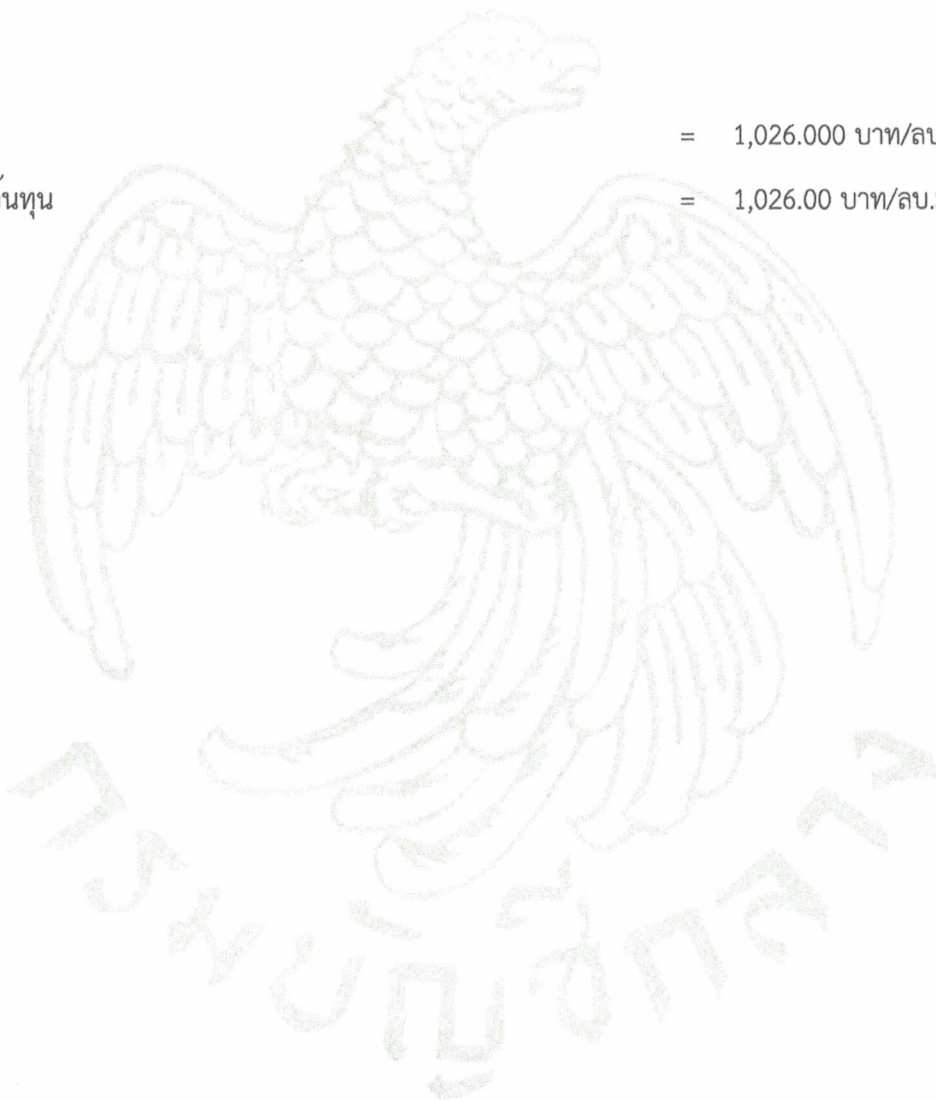 = 1,026.000 บาท/ลบ
้นทุน = 1,026.00 บาท/ลบ.
กรมบัญชีกลาง